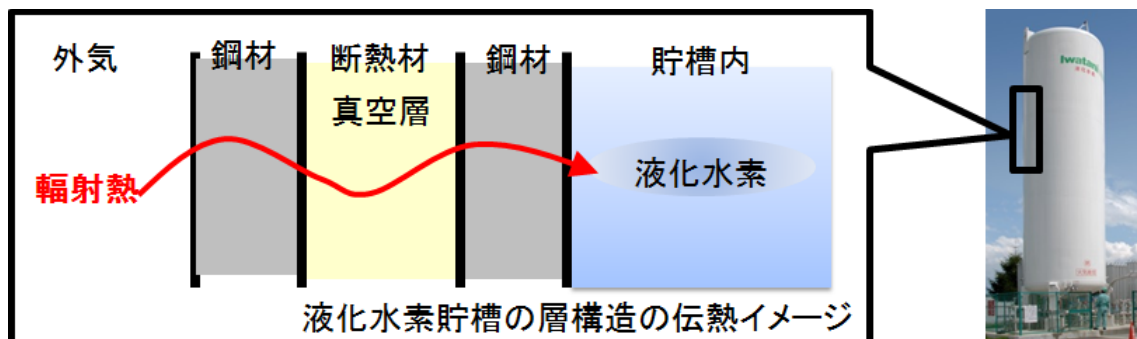 外気
鋼材
断熱材
真空層
鋼材
貯槽内
輻射熱
液化水素
液化水素貯槽の層構造の伝熱イメージ
Iwatani